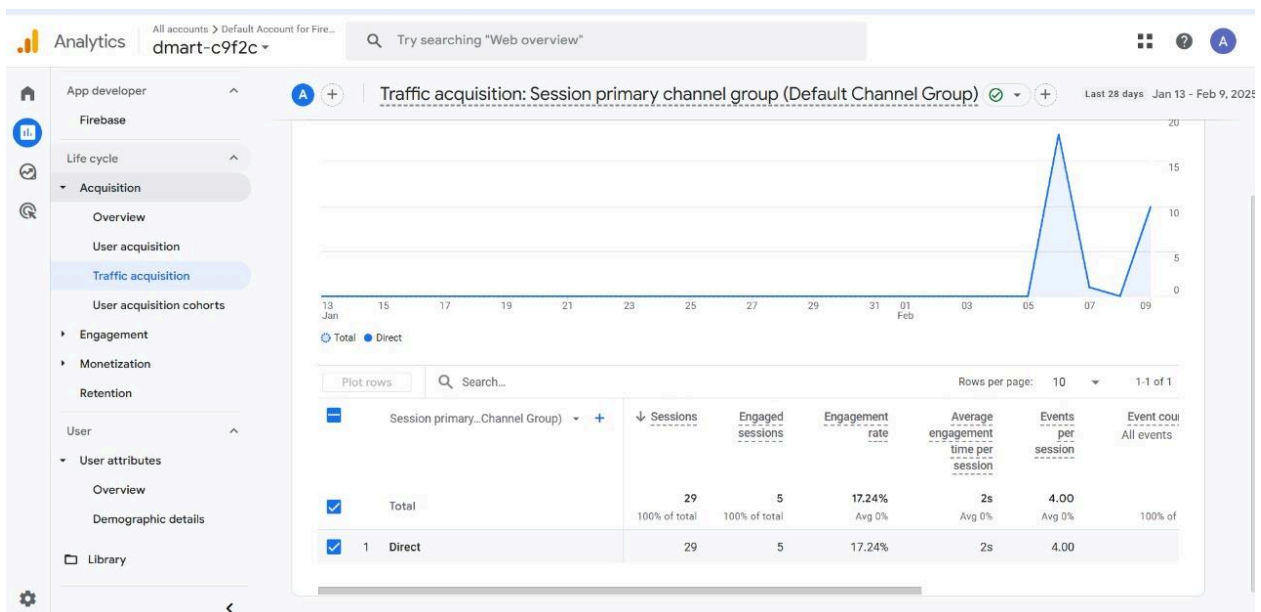 All accounts > Default Account for Fire...
Analytics
dmart-c9f2c
Try searching "Web overview"
A
App developer
Firebase
Life cycle
Acquisition
Overview
User acquisition
Traffic acquisition
User acquisition cohorts
Engagement
Monetization
Retention
User
User attributes
Overview
Demographic details
Library
A
Traffic acquisition: Session primary channel group (Default Channel Group)
Last 28 days Jan 13 - Feb 9, 2025
20
15
10
5
0
13 15 17 19 21 23 25 27 29 31 01 03 05 07 09
Jan Feb
Total Direct
Plot rows Search... Rows per page: 10 1-1 of 1
Session primary...Channel Group) + Sessions Engaged Engagement Average Events Event cou
sessions rate engagement per All events
time per session
session
Total 29 5 17.24% 2s 4.00
100% of total 100% of total Avg 0% Avg 0% Avg 0% 100% of
1 Direct 29 5 17.24% 2s 4.00